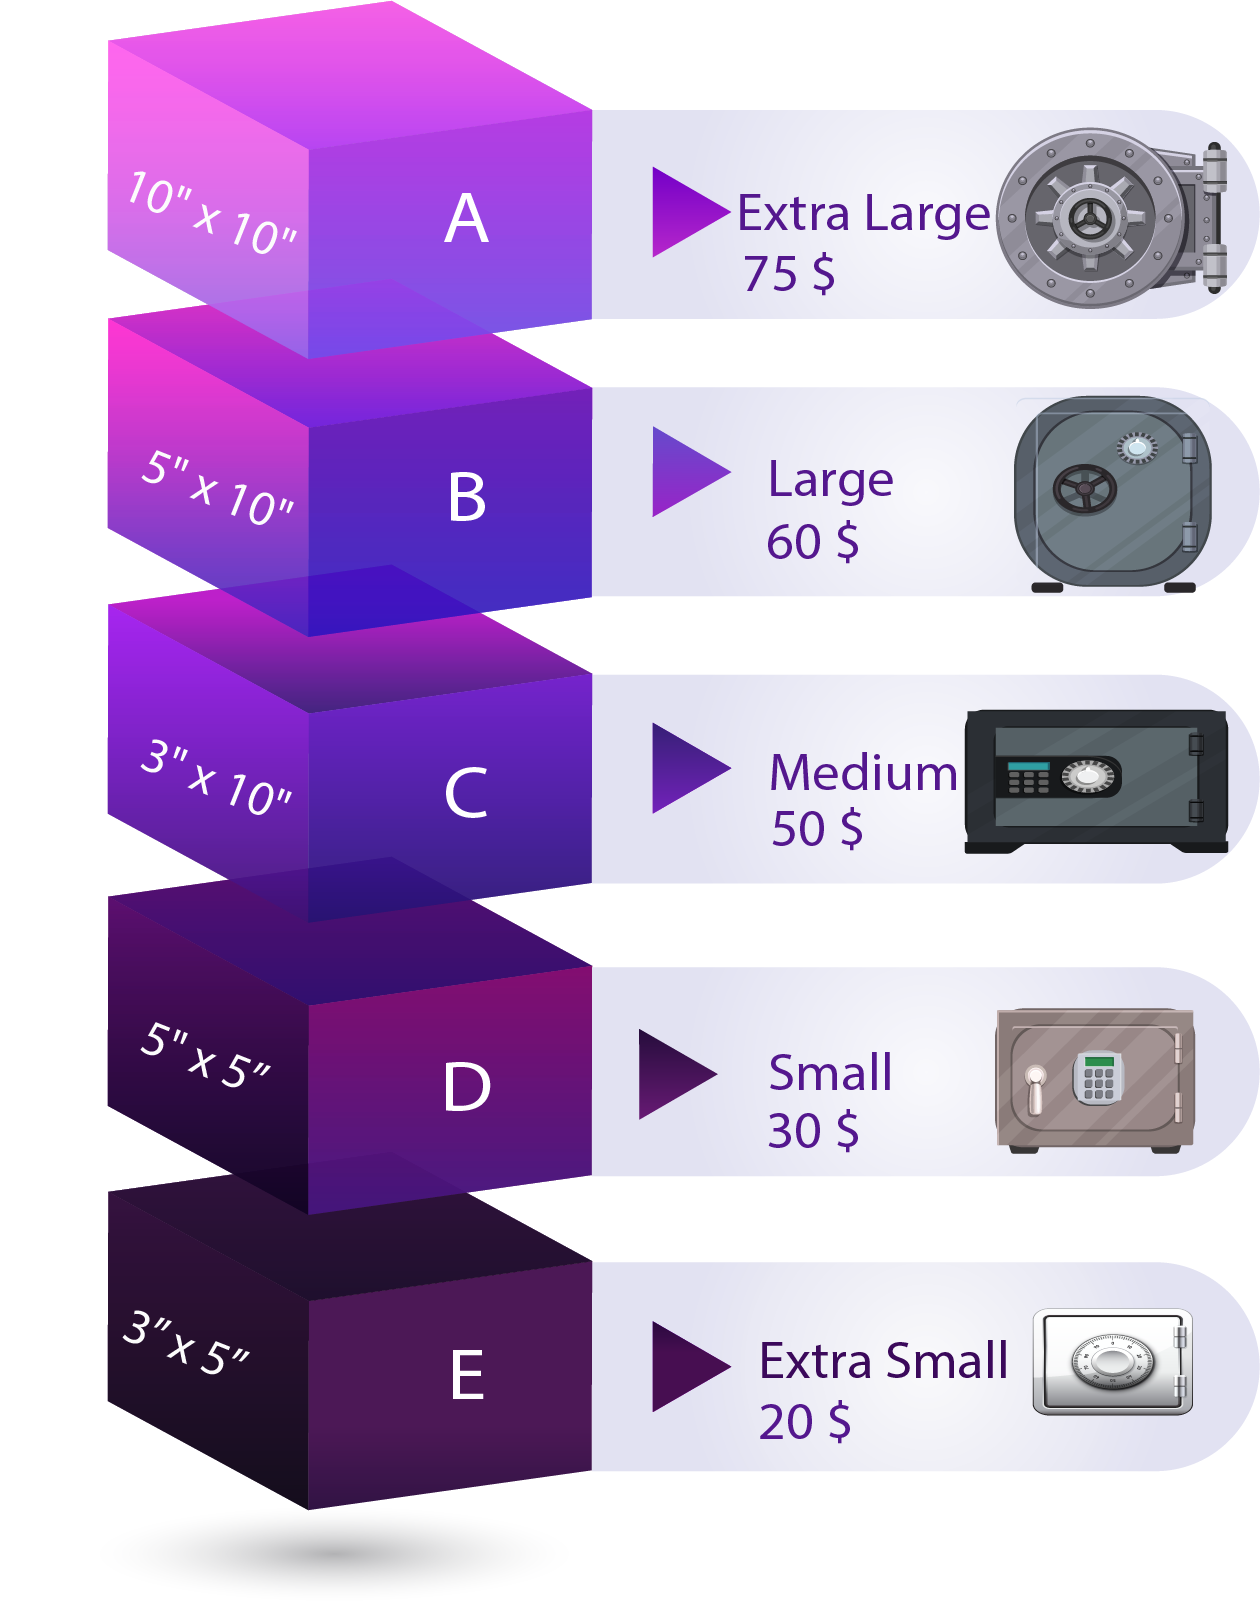 10" x 10"
A
Extra Large
75 $
5" x 10"
B
Large
60 $
3" x 10"
C
Medium
50 $
5" x 5”
D
Small
30 $
3” x 5”
E
Extra Small
20 $